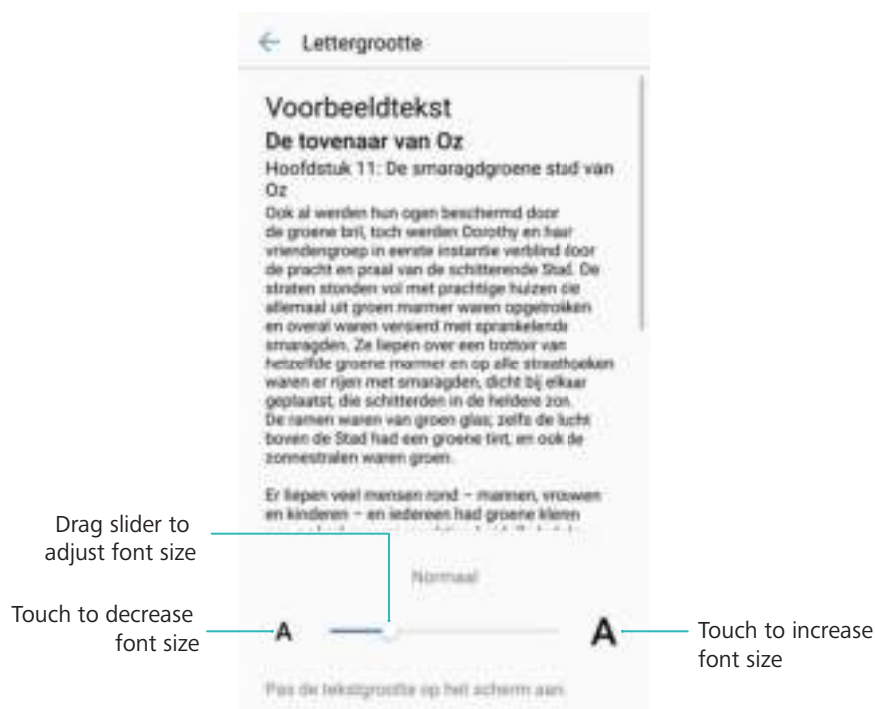 Lettergrootte
Voorbeeldtekst
De tovenaar van Oz
Hoofdstuk 11: De smaragdgroene stad van
Oz
Ook al werden hun ogen beschermd door
de groene bril, toch werden Dorothy en haar
vriendengroep in eerste instantie verblind door
de pracht en praal van de schitterende Stad. De
straten stonden vol met prachtige huizen die
allemaal uit groen marmer waren opgetrokken
en overal waren versierd met sprankelende
smaragden. Ze liepen over een trottoir van
hetzelfde groene marmer en op alle straathoeken
waren er rijen met smaragden, dicht bij elkaar
geplaatst, die schitterden in de heldere zon.
De ramen waren van groen glas; zelfs de lucht
boven de Stad had een groene tint, en ook de
zonnestralen waren groen.
Er liepen veel mensen rond – mannen, vrouwen
en kinderen – en iedereen had groene kleren
Drag slider to
adjust font size
Normaal
Touch to decrease
font size
A
A
Touch to increase
font size
Pas de tekstgrootte op het scherm aan.